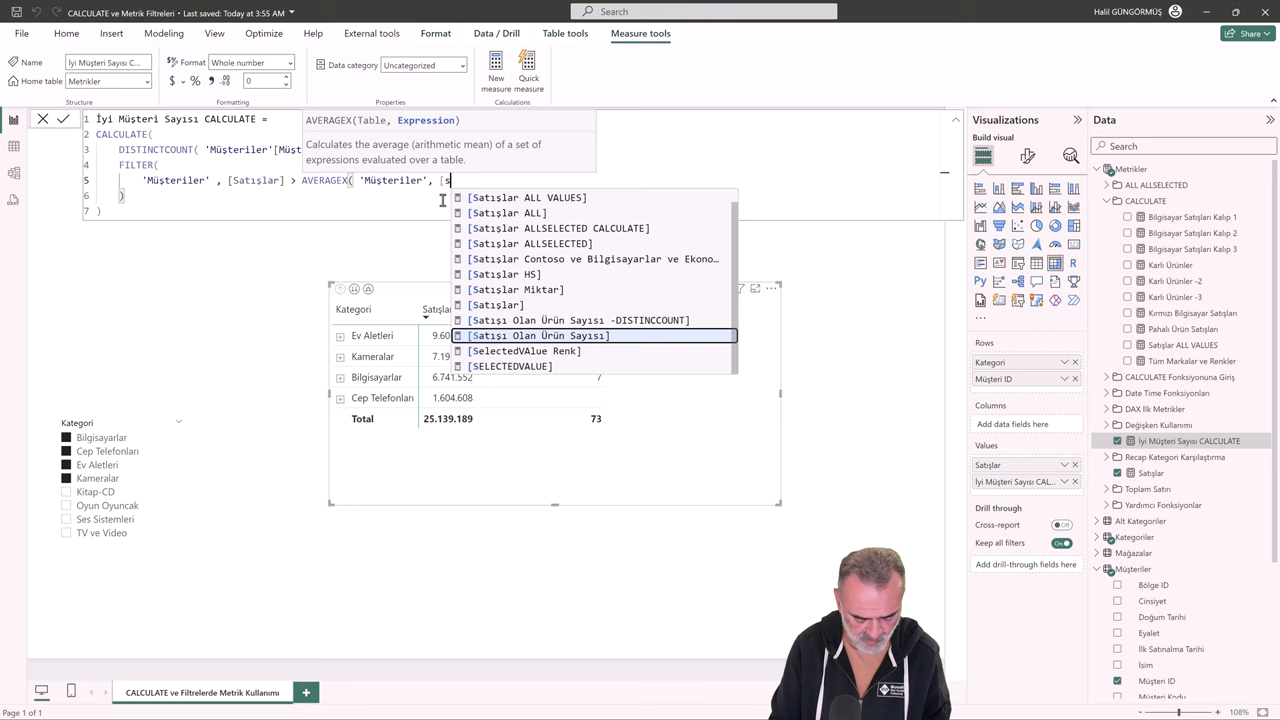 CALCULATE ve Metrik Filtreleri • Last saved: Today at 3:55 AM
Search
Halil GÜNGÖRMÜŞ
File
Home
Insert
Modeling
View
Optimize
Help
External tools
Format
Data / Drill
Table tools
Measure tools
Share
Name
İyi Müşteri Sayısı C...
Home table
Metrikler
Structure
Format
Whole number
$
%
0
Formatting
Data category
Uncategorized
Properties
New measure
Quick measure
Calculations
1 İyi Müşteri Sayısı CALCULATE =
2 CALCULATE(
3 DISTINCTCOUNT( 'Müşteriler'[Müşt
4 FILTER(
5 'Müşteriler' , [Satışlar] > AVERAGEX( 'Müşteriler', [s
6 )
7 )
AVERAGEX(Table, Expression)
Calculates the average (arithmetic mean) of a set of
expressions evaluated over a table.
[Satışlar ALL VALUES]
[Satışlar ALL]
[Satışlar ALLSELECTED CALCULATE]
[Satışlar ALLSELECTED]
[Satışlar Contoso ve Bilgisayarlar ve Ekono...
[Satışlar HS]
[Satışlar Miktar]
[Satışlar]
[Satışı Olan Ürün Sayısı -DISTINCCOUNT]
[Satışı Olan Ürün Sayısı]
[SelectedVAlue Renk]
[SELECTEDVALUE]
Kategori
Satışlar
Ev Aletleri 9.60
Kameralar 7.19
Bilgisayarlar 6.741.552 7
Cep Telefonları 1.604.608
Total 25.139.189 73
Kategori
Bilgisayarlar
Cep Telefonları
Ev Aletleri
Kameralar
Kitap-CD
Oyun Oyuncak
Ses Sistemleri
TV ve Video
Visualizations
Build visual
Rows
Kategori
Müşteri ID
Columns
Add data fields here
Values
Satışlar
İyi Müşteri Sayısı CAL...
Drill through
Cross-report
Off
Keep all filters
On
Add drill-through fields here
Data
Search
Metrikler
ALL ALLSELECTED
CALCULATE
Bilgisayar Satışları Kalıp 1
Bilgisayar Satışları Kalıp 2
Bilgisayar Satışları Kalıp 3
Karlı Ürünler
Karlı Ürünler -2
Karlı Ürünler -3
Kırmızı Bilgisayar Satışları
Pahalı Ürün Satışları
Satışlar ALL VALUES
Tüm Markalar ve Renkler
CALCULATE Fonksiyonuna Giriş
Date Time Fonksiyonları
DAX İlk Metrikler
Değişken Kullanımı
İyi Müşteri Sayısı CALCULATE
Recap Kategori Karşılaştırma
Satışlar
Toplam Satırı
Yardımcı Fonksiyonlar
Alt Kategoriler
Kategoriler
Mağazalar
Müşteriler
Bölge ID
Cinsiyet
Doğum Tarihi
Eyalet
İlk Satınalma Tarihi
İsim
Müşteri ID
Müşteri Kodu
CALCULATE ve Filtrelerde Metrik Kullanımı
Page 1 of 1
108%